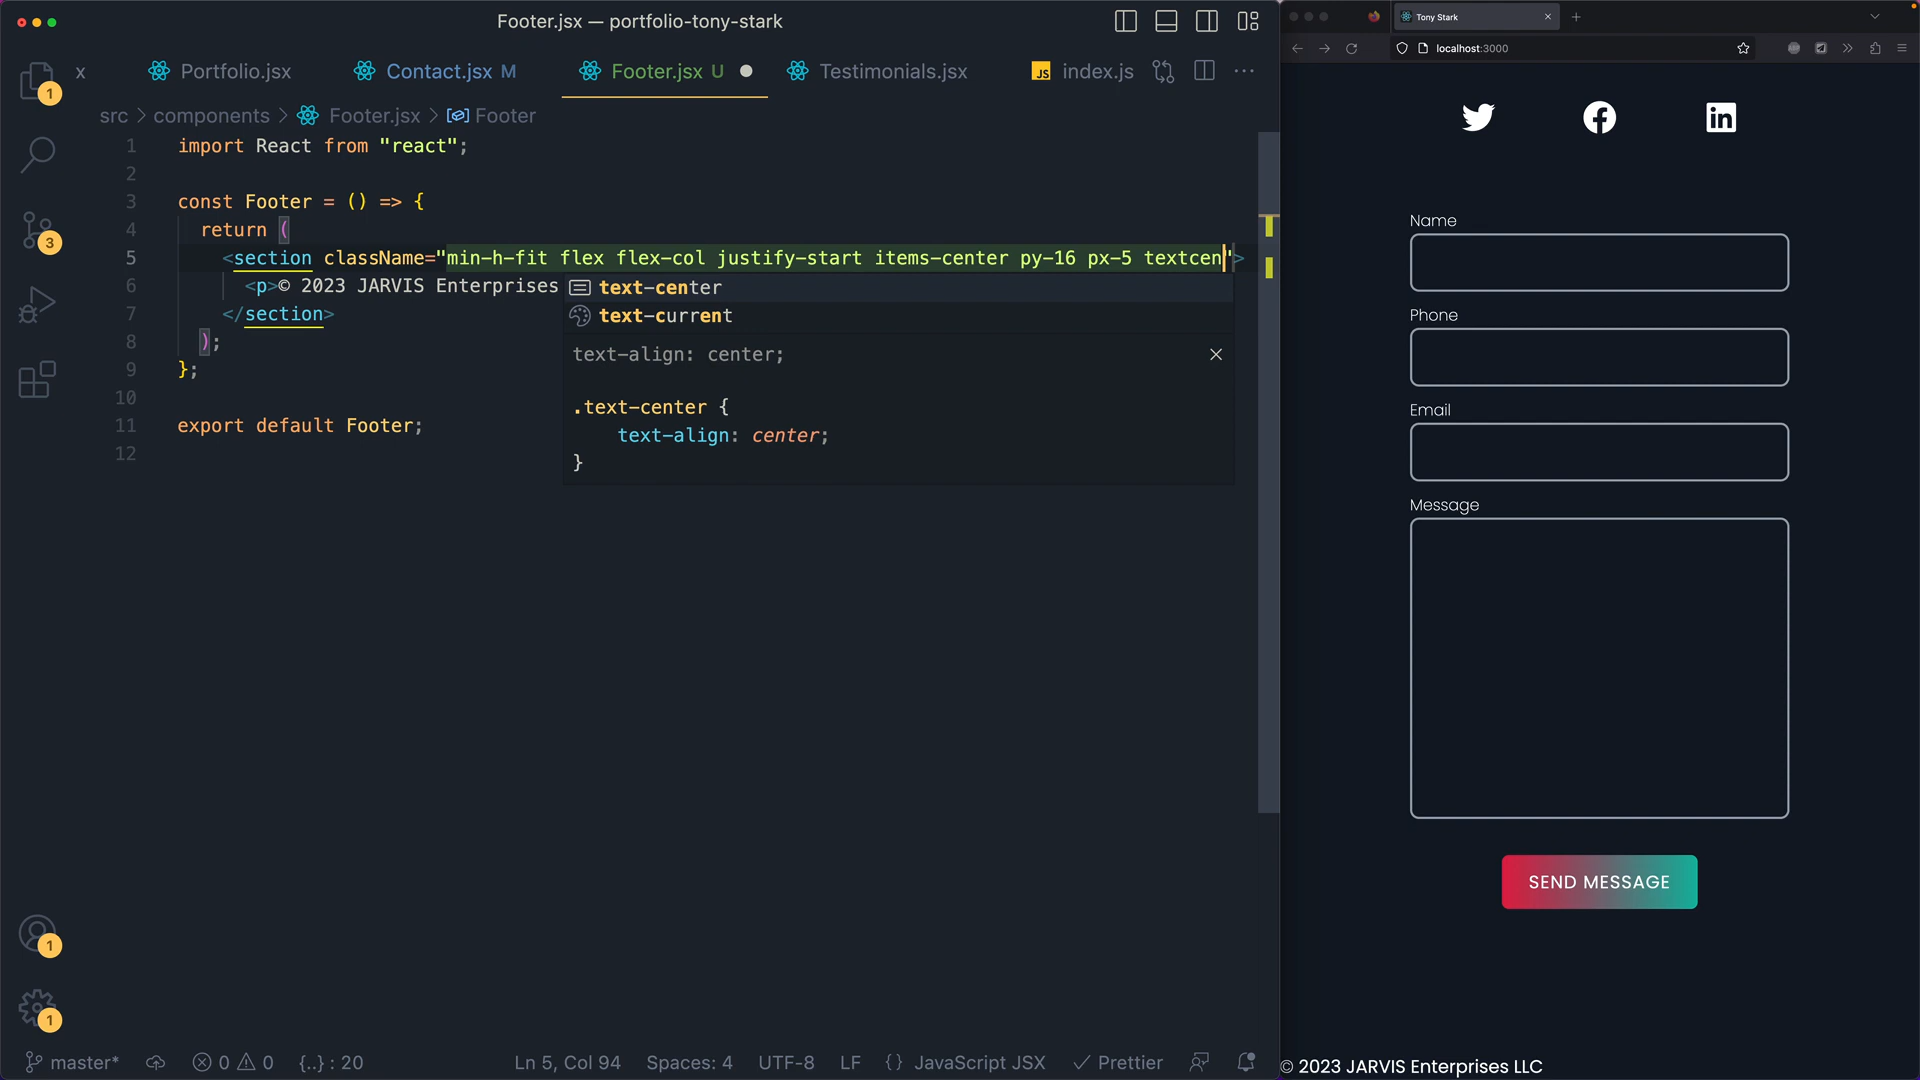 Footer.jsx — portfolio-tony-stark
x
Portfolio.jsx
Contact.jsx M
Footer.jsx U
Testimonials.jsx
JS index.js
src > components > Footer.jsx > Footer
1 import React from "react";
2
3 const Footer = () => {
4 return (
5 <section className="min-h-fit flex flex-col justify-start items-center py-16 px-5 textcen">
6 <p>© 2023 JARVIS Enterprises
7 </section>
8 );
9 };
10
11 export default Footer;
12
text-center
text-current
text-align: center;
.text-center {
text-align: center;
}
1
3
1
1
master*
0 0
{..} : 20
Ln 5, Col 94
Spaces: 4
UTF-8
LF
{} JavaScript JSX
Prettier
Tony Stark
localhost:3000
Name
Phone
Email
Message
SEND MESSAGE
© 2023 JARVIS Enterprises LLC